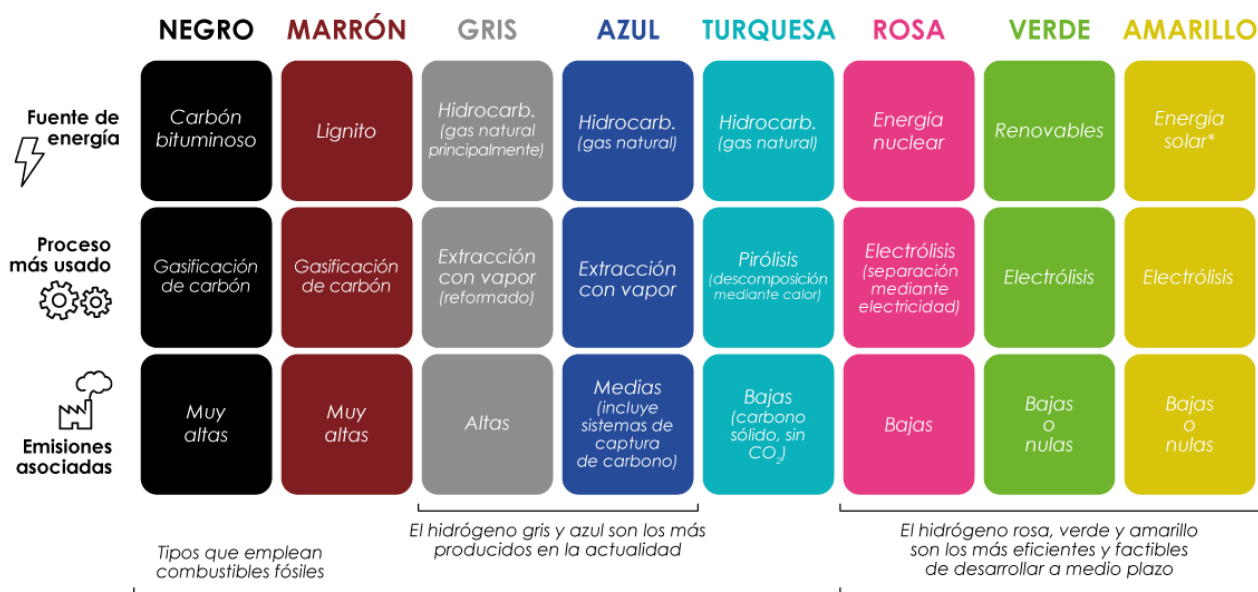 NEGRO MARRÓN GRIS AZUL TURQUESA ROSA VERDE AMARILLO
Fuente de
energía
Carbón
bituminoso
Lignito
Hidrocarb.
(gas natural
principalmente)
Hidrocarb.
(gas natural)
Hidrocarb.
(gas natural)
Energía
nuclear
Renovables
Energía
solar*
Proceso
más usado
Gasificación
de carbón
Gasificación
de carbón
Extracción
con vapor
(reformado)
Extracción
con vapor
Pirólisis
(descomposición
mediante calor)
Electrólisis
(separación
mediante
electricidad)
Electrólisis
Electrólisis
Emisiones
asociadas
Muy
altas
Muy
altas
Altas
Medias
(incluye
sistemas de
captura
de carbono)
Bajas
(carbono
sólido, sin
CO₂)
Bajas
Bajas
o
nulas
Bajas
o
nulas
Tipos que emplean
combustibles fósiles
El hidrógeno gris y azul son los más
producidos en la actualidad
El hidrógeno rosa, verde y amarillo
son los más eficientes y factibles
de desarrollar a medio plazo